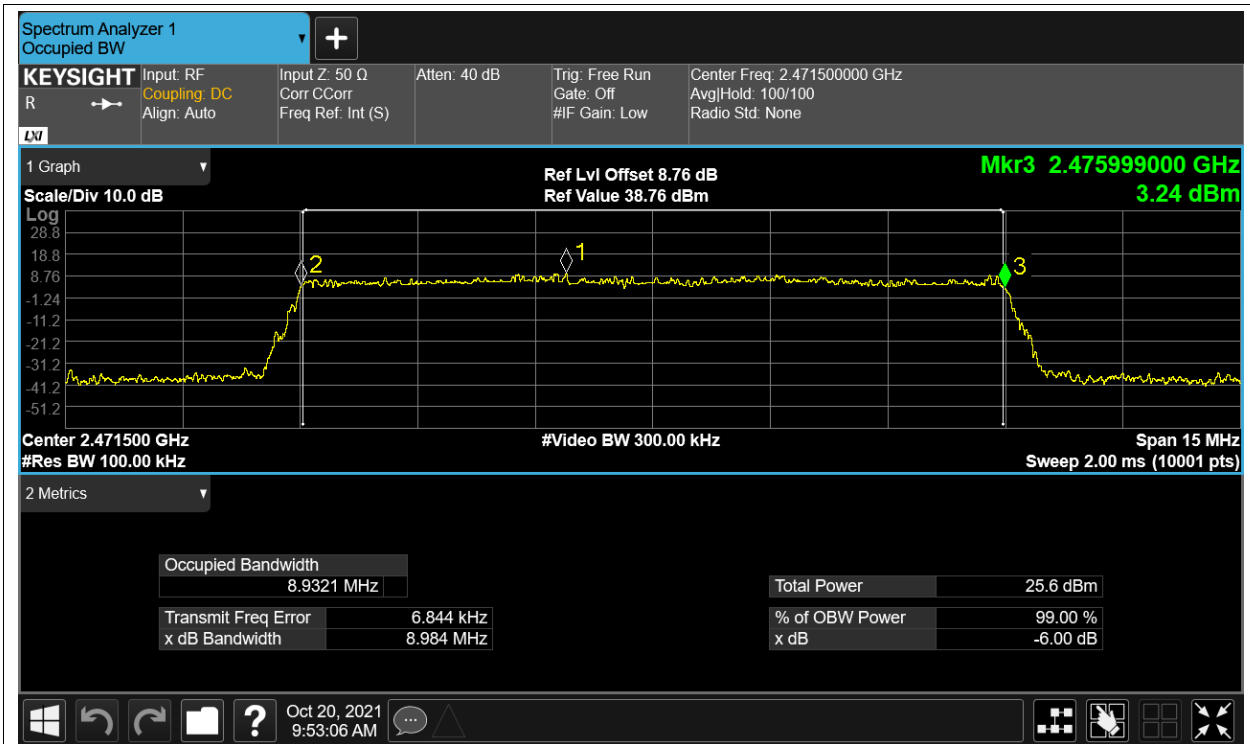 Spectrum Analyzer 1
Occupied BW
KEYSIGHT
R
LXI
Input: RF
Coupling: DC
Align: Auto
Input Z: 50 Ω
Corr CCorr
Freq Ref: Int (S)
Atten: 40 dB
Trig: Free Run
Gate: Off
#IF Gain: Low
Center Freq: 2.471500000 GHz
Avg|Hold: 100/100
Radio Std: None
1 Graph
Scale/Div 10.0 dB
Ref Lvl Offset 8.76 dB
Ref Value 38.76 dBm
Mkr3 2.475999000 GHz
3.24 dBm
Log
28.8
18.8
8.76
-1.24
-11.2
-21.2
-31.2
-41.2
-51.2
2
1
3
Center 2.471500 GHz
#Res BW 100.00 kHz
#Video BW 300.00 kHz
Span 15 MHz
Sweep 2.00 ms (10001 pts)
2 Metrics
Occupied Bandwidth
8.9321 MHz
Transmit Freq Error 6.844 kHz
x dB Bandwidth 8.984 MHz
Total Power 25.6 dBm
% of OBW Power 99.00 %
x dB -6.00 dB
?
Oct 20, 2021
9:53:06 AM